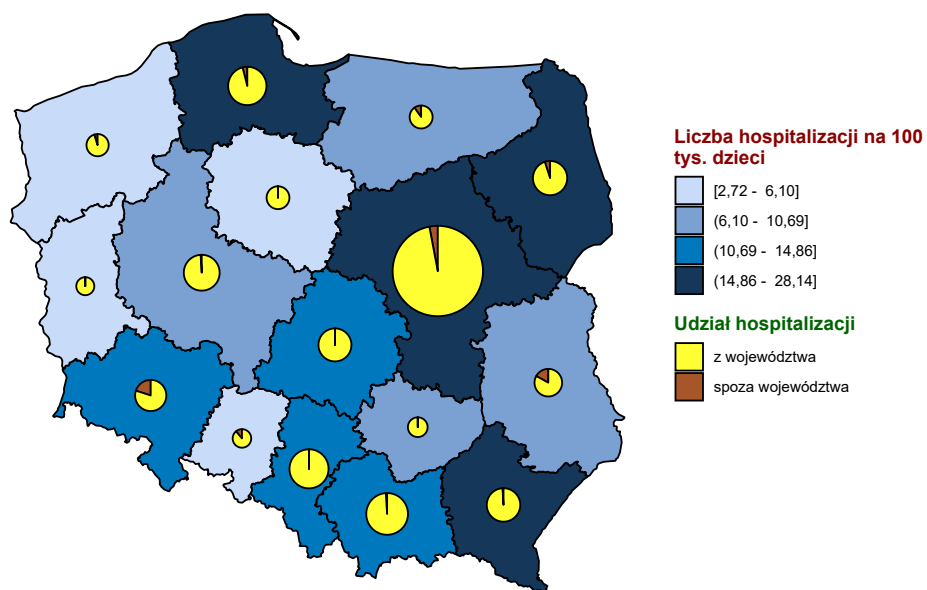 Liczba hospitalizacji na 100
tys. dzieci
[2,72 - 6,10]
(6,10 - 10,69]
(10,69 - 14,86]
(14,86 - 28,14]
Udział hospitalizacji
z województwa
spoza województwa